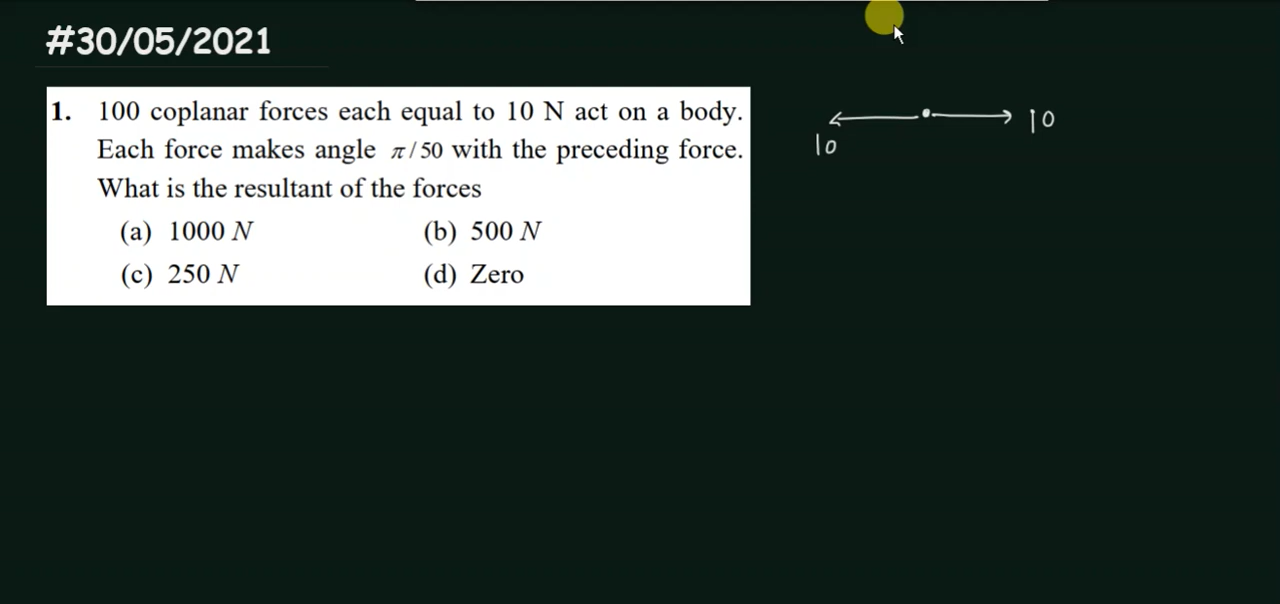 #30/05/2021
1. 100 coplanar forces each equal to 10 N act on a body.
Each force makes angle π/50 with the preceding force.
What is the resultant of the forces
(a) 1000 N (b) 500 N
(c) 250 N (d) Zero
10
10